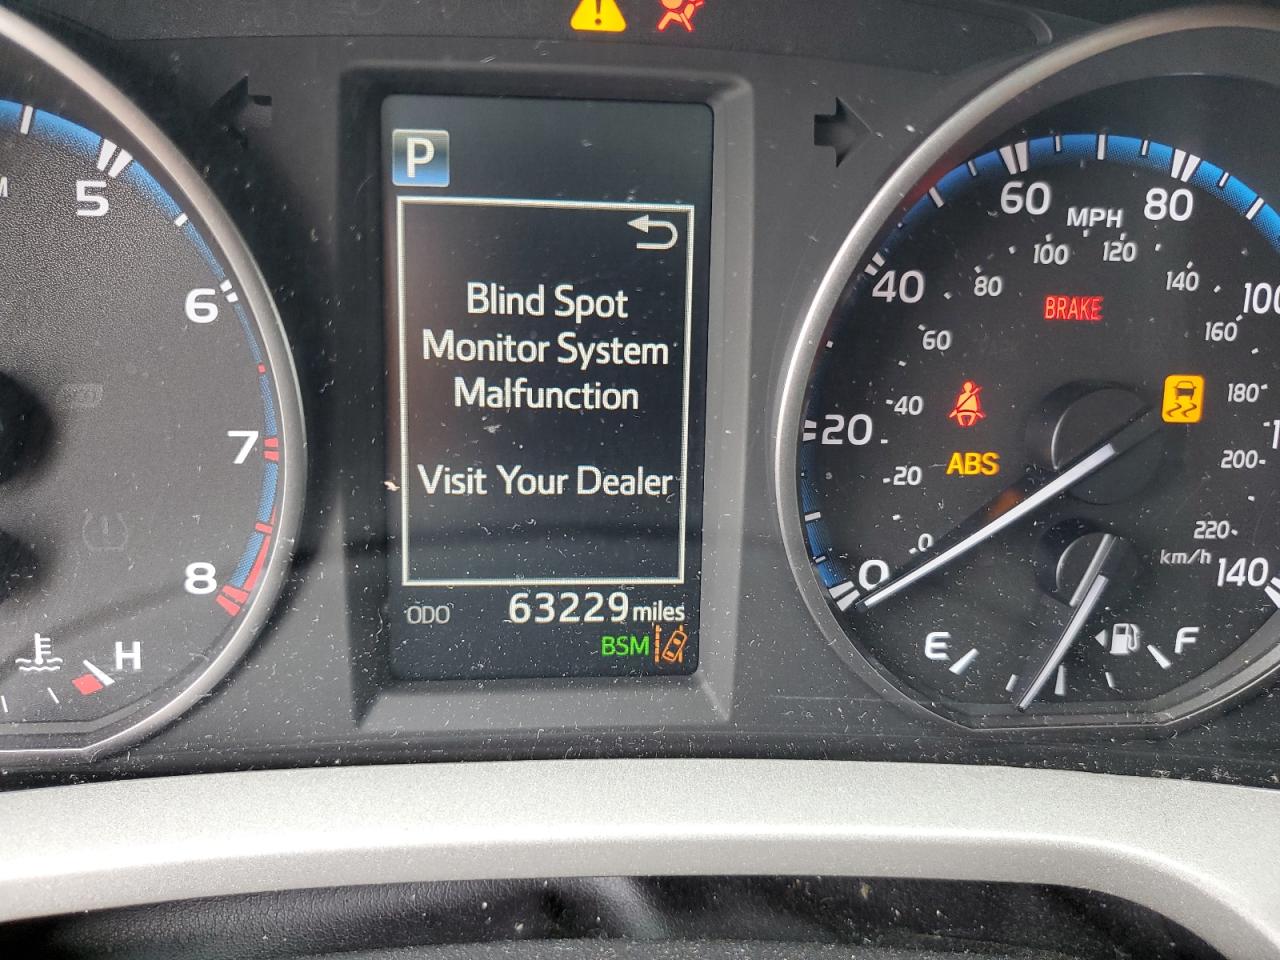 P
Blind Spot
Monitor System
Malfunction
Visit Your Dealer
ODO 63229 miles
BSM
5
6
7
8
H
0
20
40
60
80
100
140
MPH
0
20
40
60
80
100
120
140
160
180
200
220
km/h
BRAKE
ABS
E
F